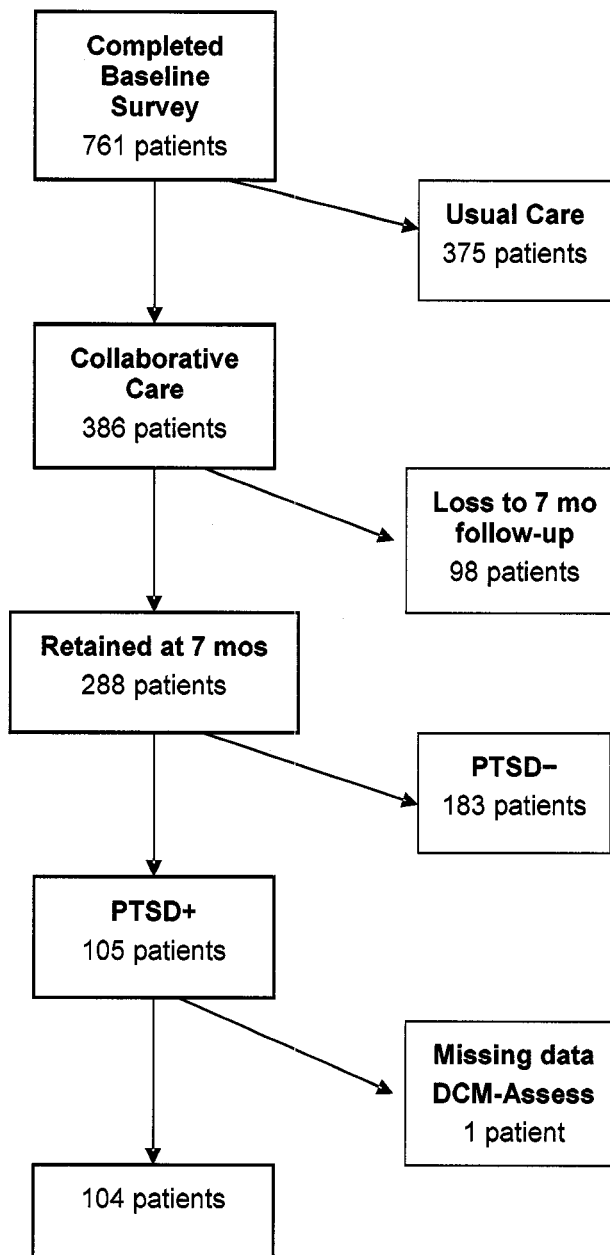 Completed
Baseline
Survey
761 patients
Usual Care
375 patients
Collaborative
Care
386 patients
Loss to 7 mo
follow-up
98 patients
Retained at 7 mos
288 patients
PTSD−
183 patients
PTSD+
105 patients
Missing data
DCM-Assess
1 patient
104 patients